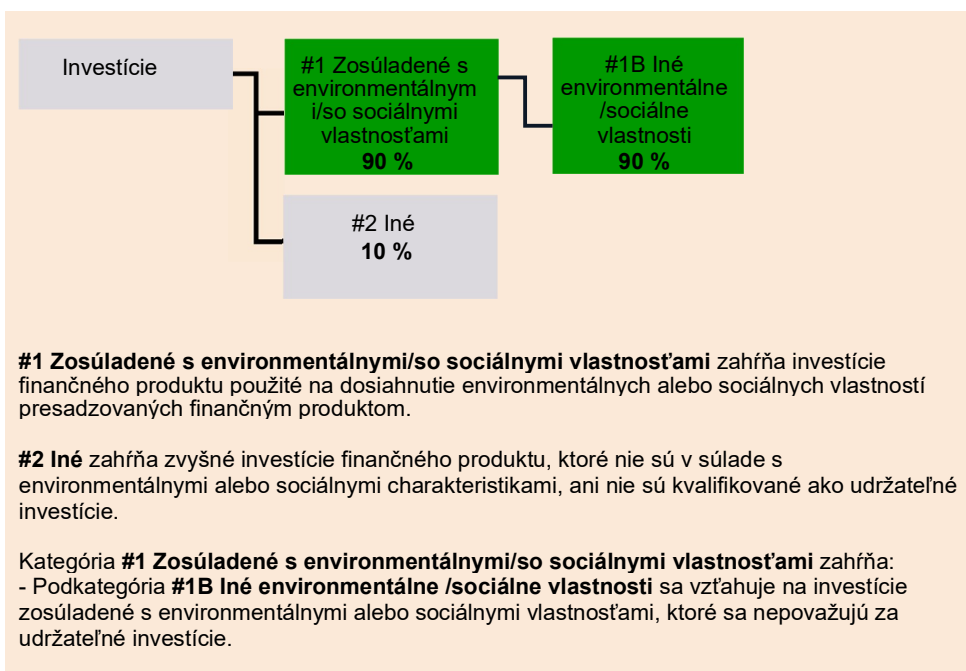 Investície
#1 Zosúladené s
environmentálnym
i/so sociálnymi
vlastnosťami
90 %
#1B Iné
environmentálne
/sociálne
vlastnosti
90 %
#2 Iné
10 %
#1 Zosúladené s environmentálnymi/so sociálnymi vlastnosťami zahŕňa investície
finančného produktu použité na dosiahnutie environmentálnych alebo sociálnych vlastností
presadzovaných finančným produktom.
#2 Iné zahŕňa zvyšné investície finančného produktu, ktoré nie sú v súlade s
environmentálnymi alebo sociálnymi charakteristikami, ani nie sú kvalifikované ako udržateľné
investície.
Kategória #1 Zosúladené s environmentálnymi/so sociálnymi vlastnosťami zahŕňa:
- Podkategória #1B Iné environmentálne /sociálne vlastnosti sa vzťahuje na investície
zosúladené s environmentálnymi alebo sociálnymi vlastnosťami, ktoré sa nepovažujú za
udržateľné investície.